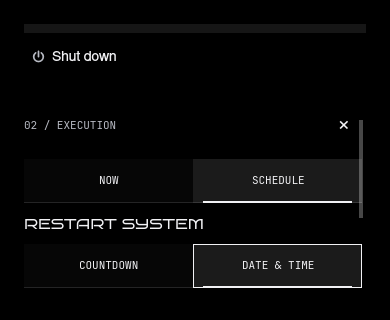 Shut down
02 / EXECUTION
NOW SCHEDULE
RESTART SYSTEM
COUNTDOWN DATE & TIME